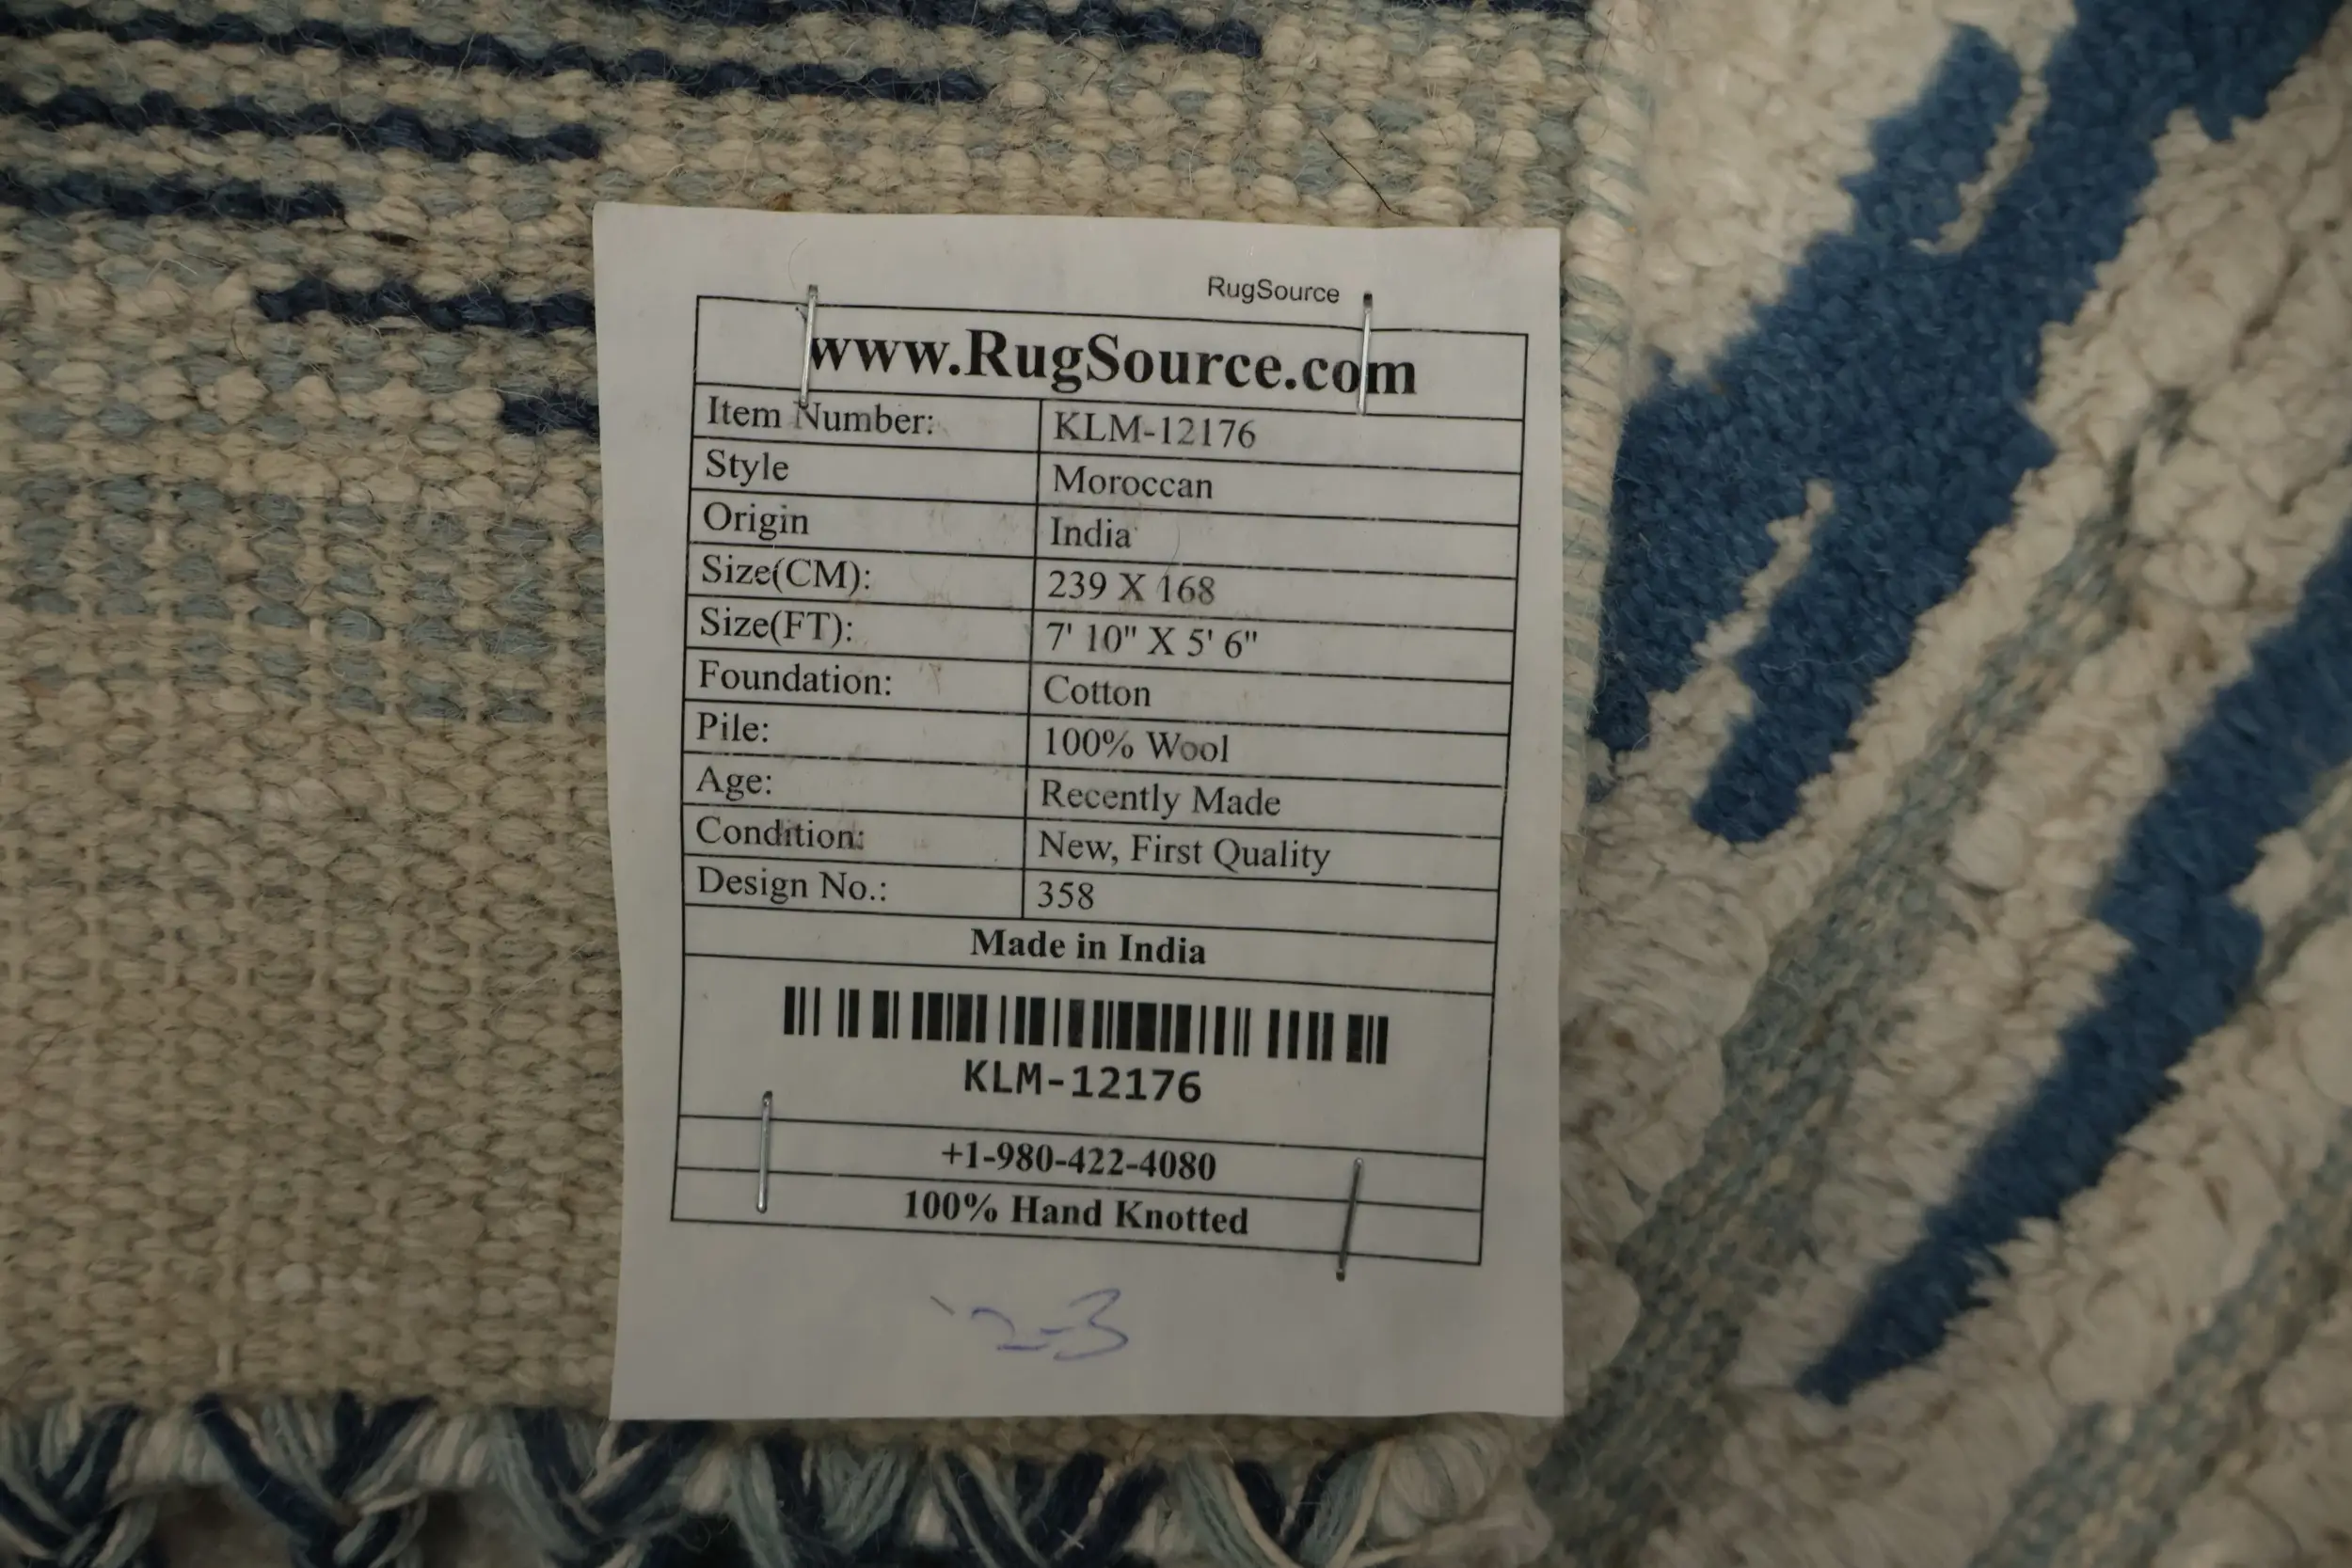 RugSource
www.RugSource.com
Item Number: KLM-12176
Style Moroccan
Origin India
Size(CM): 239 X 168
Size(FT): 7' 10" X 5' 6"
Foundation: Cotton
Pile: 100% Wool
Age: Recently Made
Condition: New, First Quality
Design No.: 358
Made in India
KLM-12176
+1-980-422-4080
100% Hand Knotted
2-3